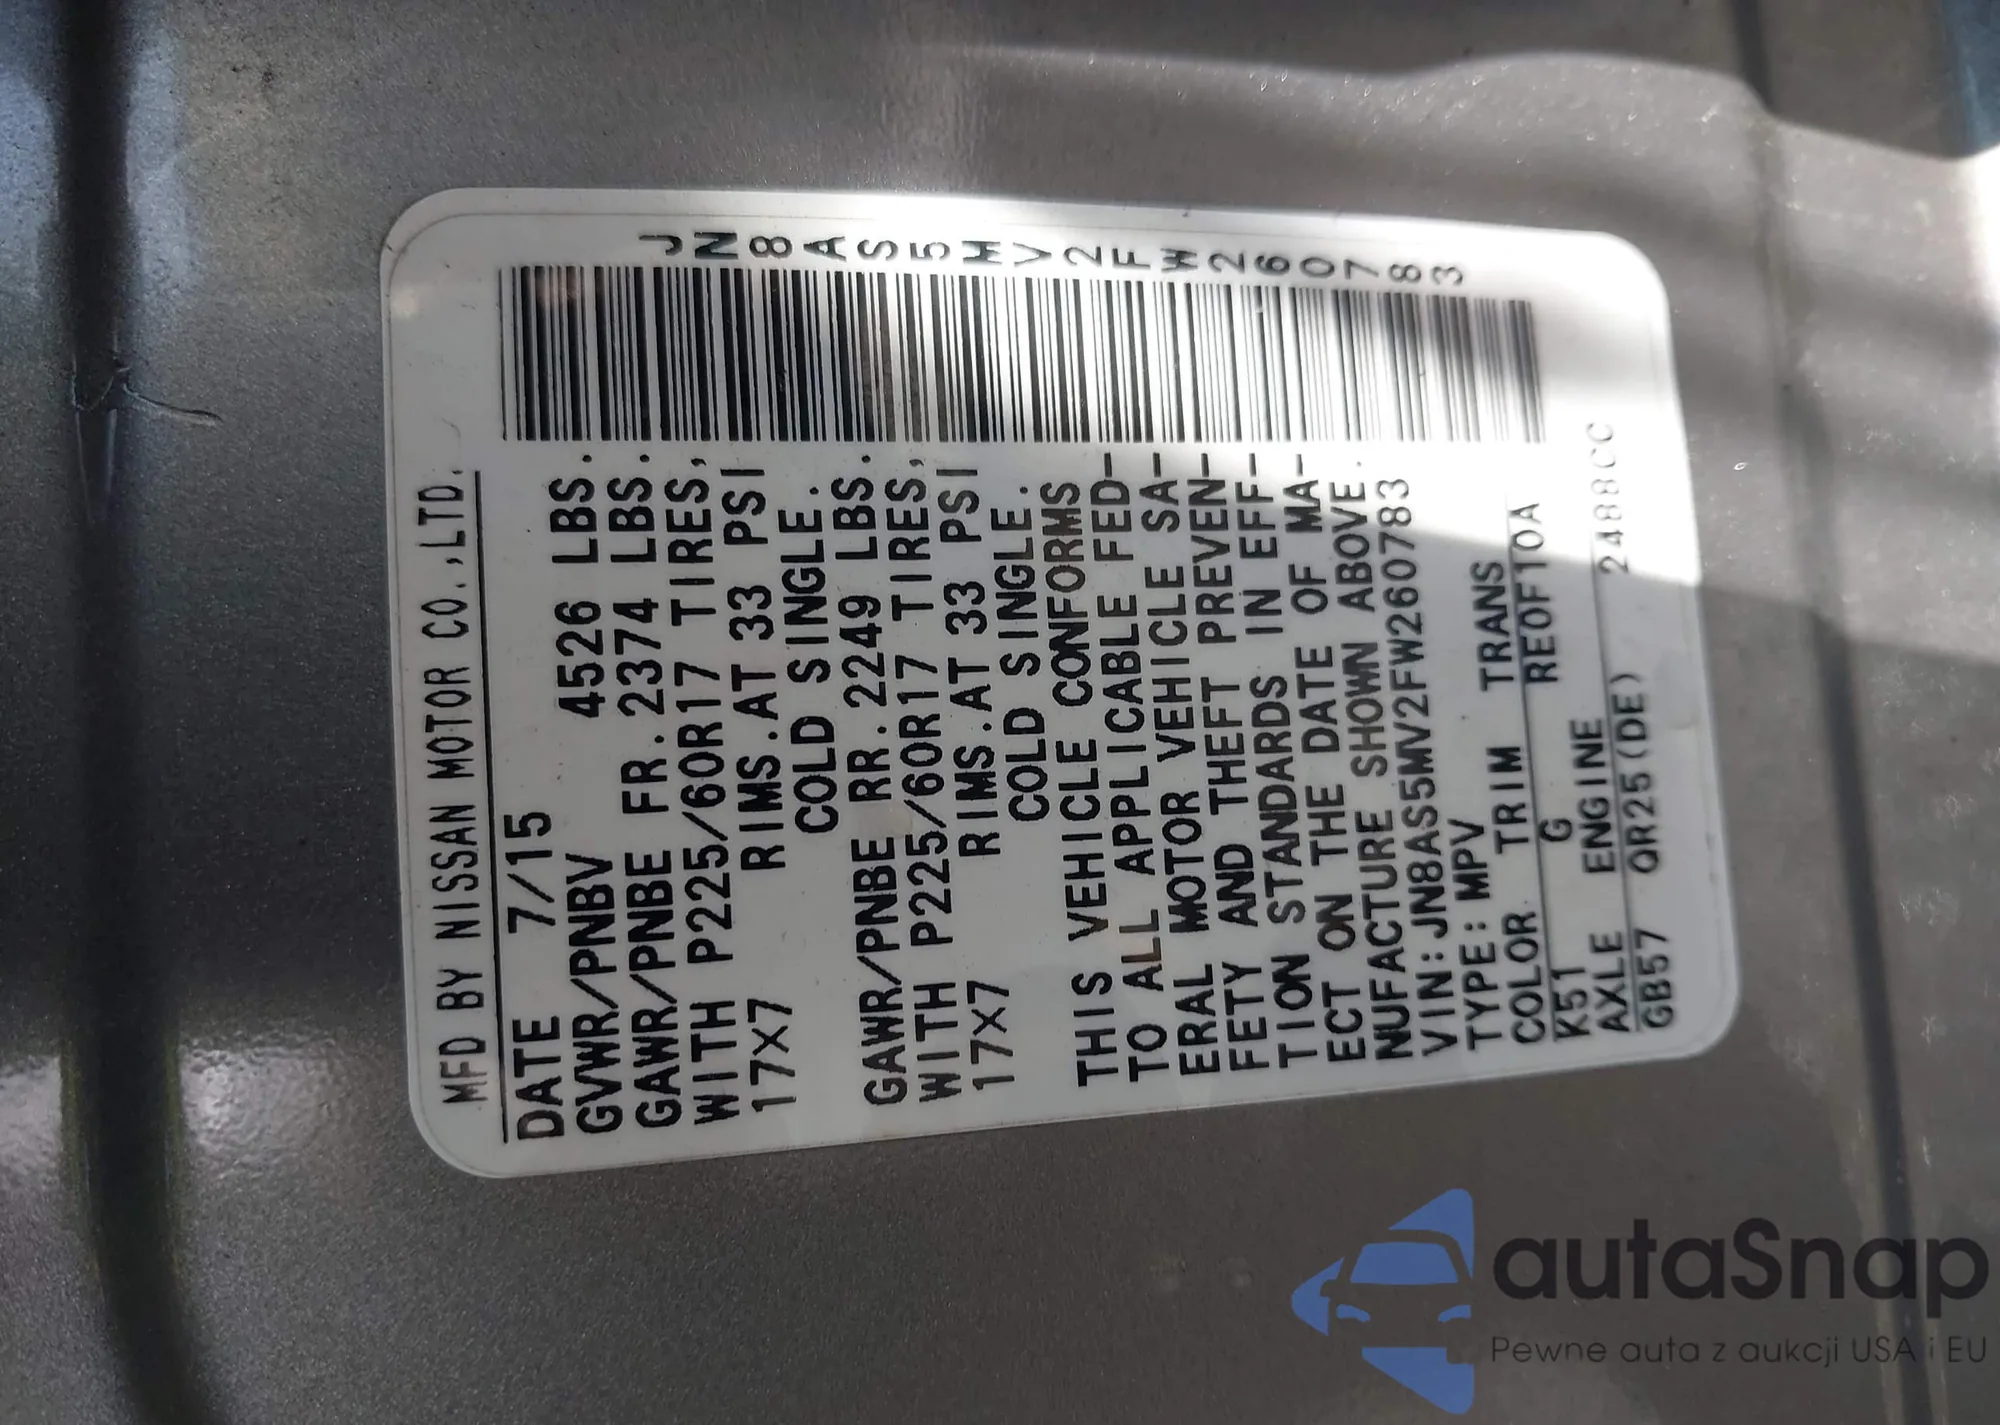 MFD BY NISSAN MOTOR CO.,LTD.
DATE 7/15
GVWR/PNBV 4526 LBS.
GAWR/PNBE FR.2374 LBS.
WITH P225/60R17 TIRES,
17X7 RIMS.AT 33 PSI
COLD SINGLE.
GAWR/PNBE RR.2249 LBS.
WITH P225/60R17 TIRES,
17X7 RIMS.AT 33 PSI
COLD SINGLE.
THIS VEHICLE CONFORMS
TO ALL APPLICABLE FED-
ERAL MOTOR VEHICLE SA-
FETY AND THEFT PREVEN-
TION STANDARDS IN EFF-
ECT ON THE DATE OF MA-
NUFACTURE SHOWN ABOVE.
VIN:JN8AS5MV2FW260783
TYPE:MPV
COLOR TRIM TRANS
K51 G RE0F10A
AXLE ENGINE 2488CC
GB57 QR25(DE)
JN8AS5MV2FW260783
autaSnap
Pewne auta z aukcji USA i EU